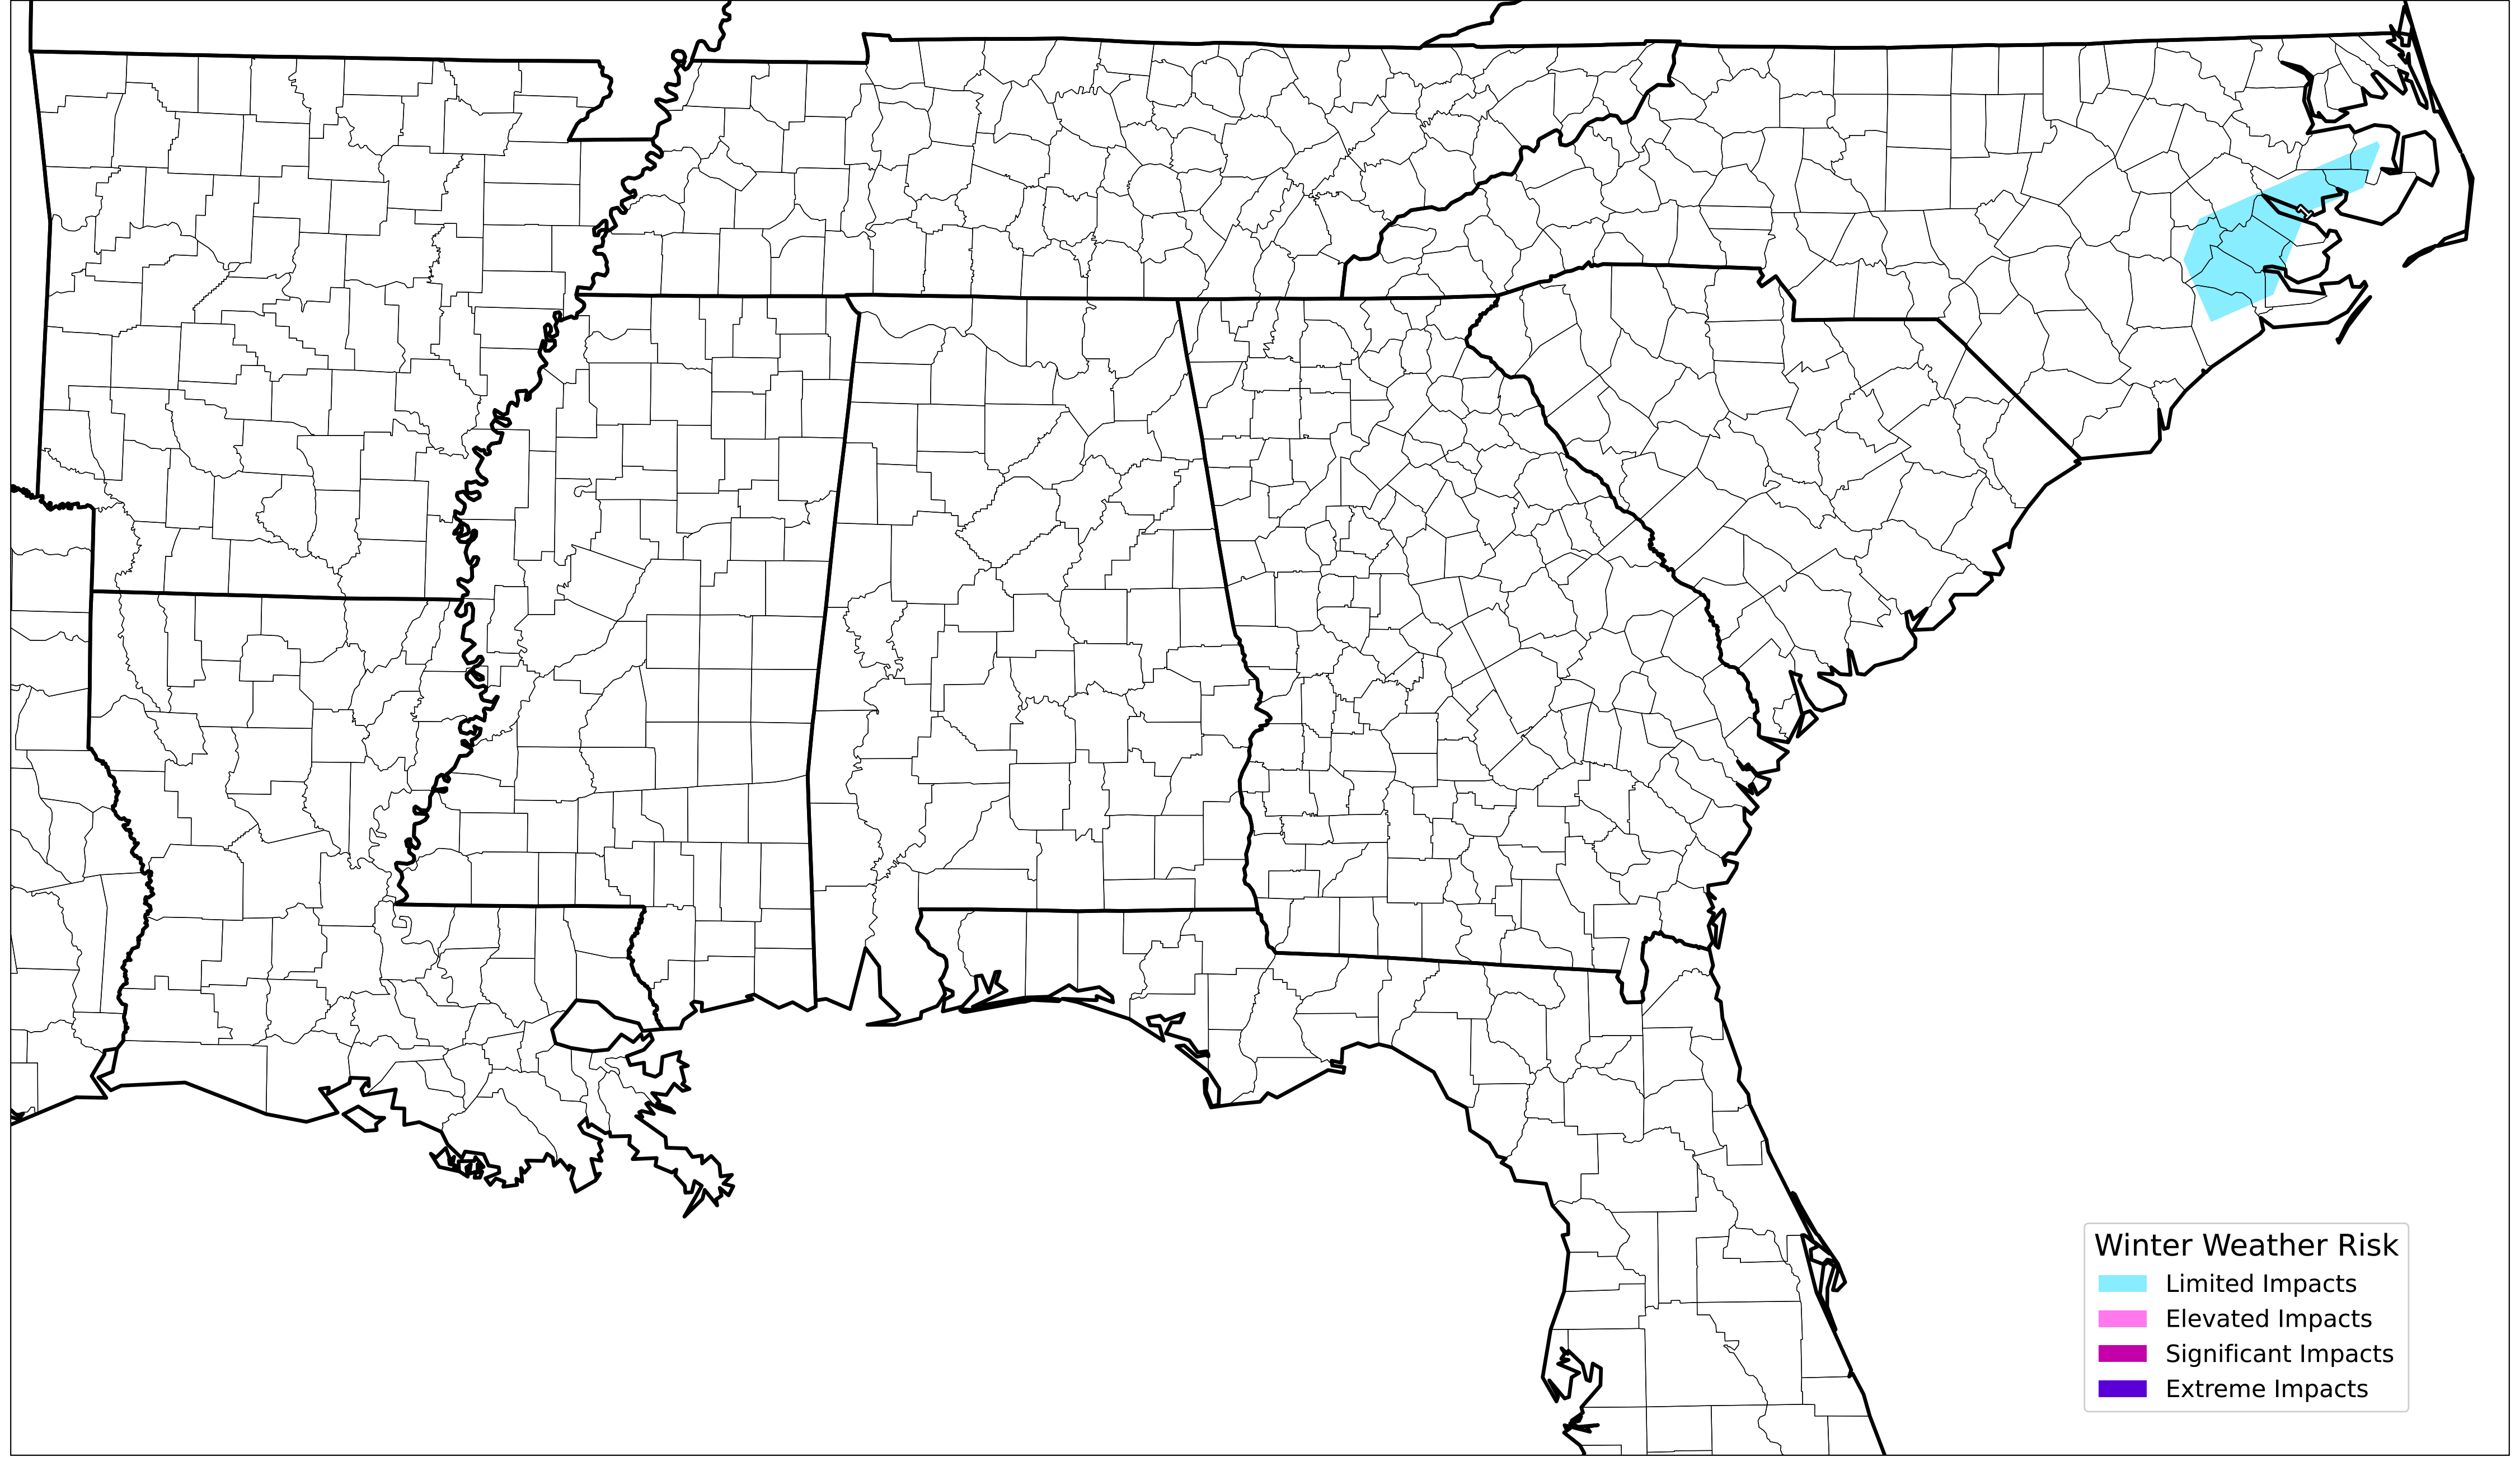 Winter Weather Risk
Limited Impacts
Elevated Impacts
Significant Impacts
Extreme Impacts